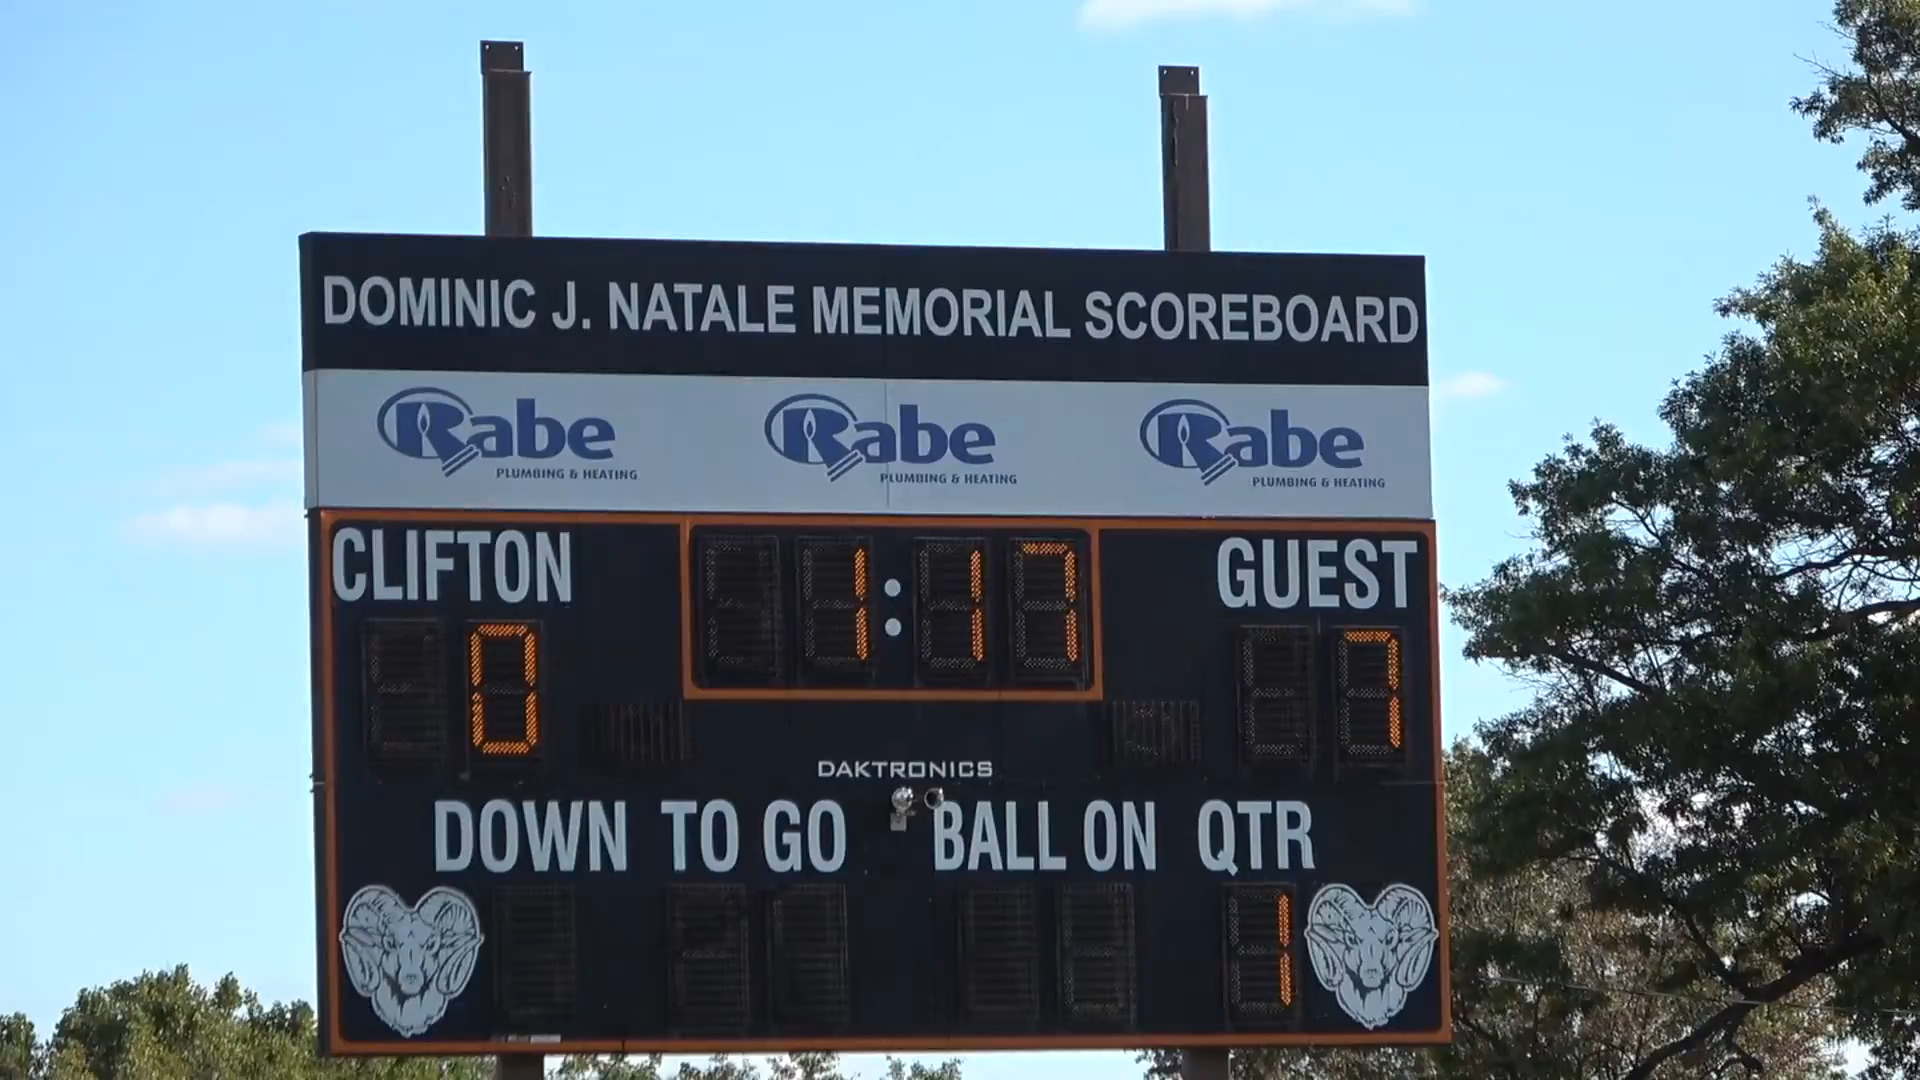 DOMINIC J. NATALE MEMORIAL SCOREBOARD
Rabe Rabe Rabe
PLUMBING & HEATING PLUMBING & HEATING PLUMBING & HEATING
CLIFTON 1:17 GUEST
0 7
DAKTRONICS
DOWN TO GO BALL ON QTR
1